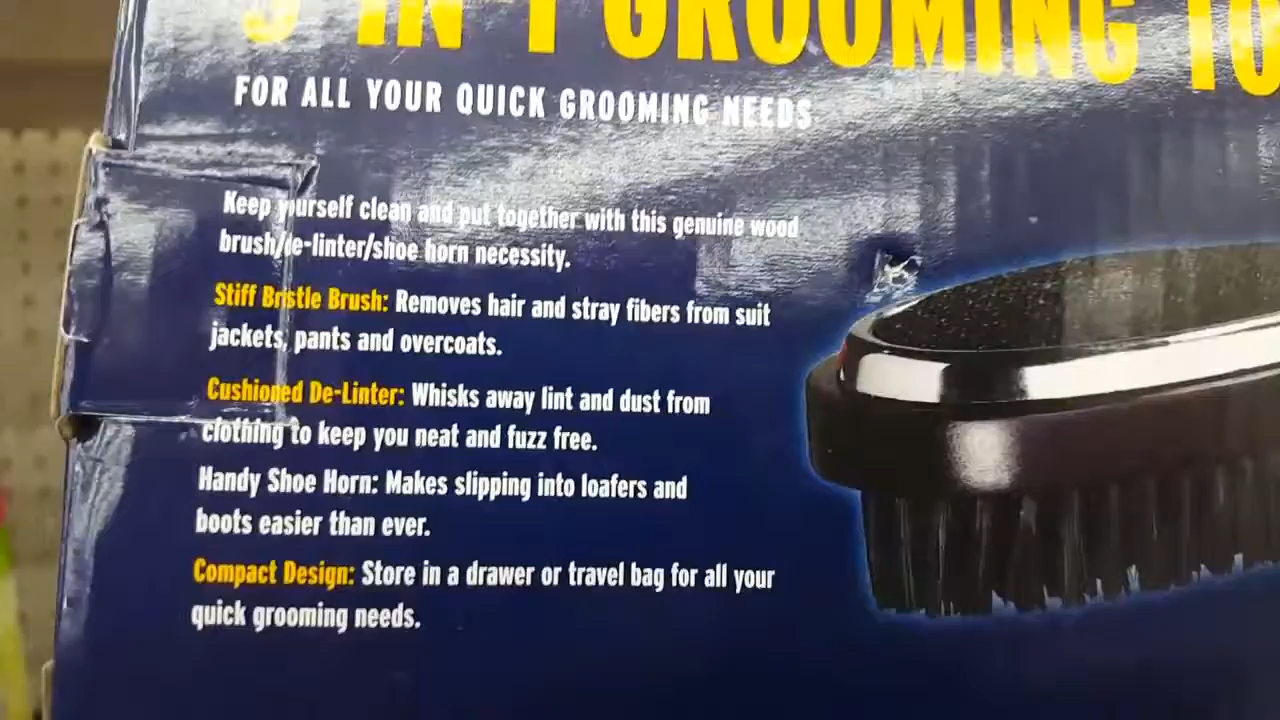 IN 1 GROOMING
FOR ALL YOUR QUICK GROOMING NEEDS
Keep yourself clean and put together with this genuine wood
brush/de-linter/shoe horn necessity.
Stiff Bristle Brush: Removes hair and stray fibers from suit
jackets, pants and overcoats.
Cushioned De-Linter: Whisks away lint and dust from
clothing to keep you neat and fuzz free.
Handy Shoe Horn: Makes slipping into loafers and
boots easier than ever.
Compact Design: Store in a drawer or travel bag for all your
quick grooming needs.